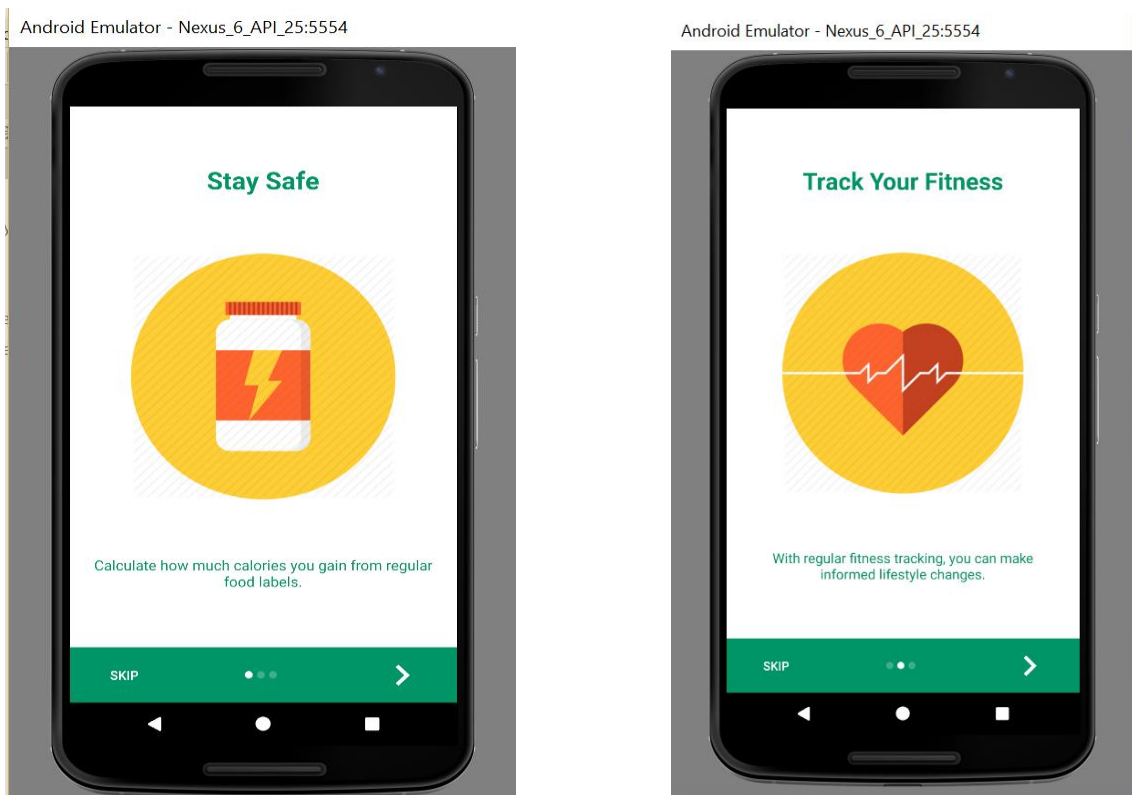 Android Emulator - Nexus_6_API_25:5554
Stay Safe
Calculate how much calories you gain from regular
food labels.
SKIP
Android Emulator - Nexus_6_API_25:5554
Track Your Fitness
With regular fitness tracking, you can make
informed lifestyle changes.
SKIP